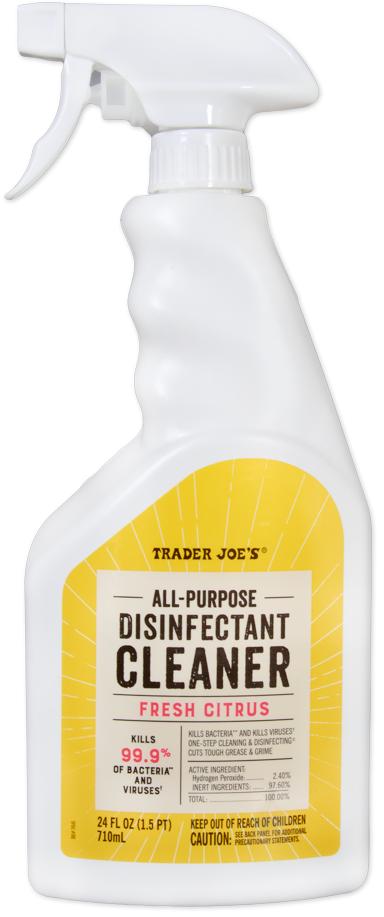 TRADER JOE'S®
ALL-PURPOSE
DISINFECTANT
CLEANER
FRESH CITRUS
KILLS
99.9%
OF BACTERIA**
AND
VIRUSES†
KILLS BACTERIA** AND KILLS VIRUSES†
ONE-STEP CLEANING & DISINFECTING
CUTS TOUGH GREASE & GRIME
ACTIVE INGREDIENT:
Hydrogen Peroxide: ........ 2.40%
INERT INGREDIENTS: ..... 97.60%
TOTAL: ........................ 100.00%
24 FL OZ (1.5 PT)
710mL
KEEP OUT OF REACH OF CHILDREN
CAUTION: SEE BACK PANEL FOR ADDITIONAL
PRECAUTIONARY STATEMENTS.